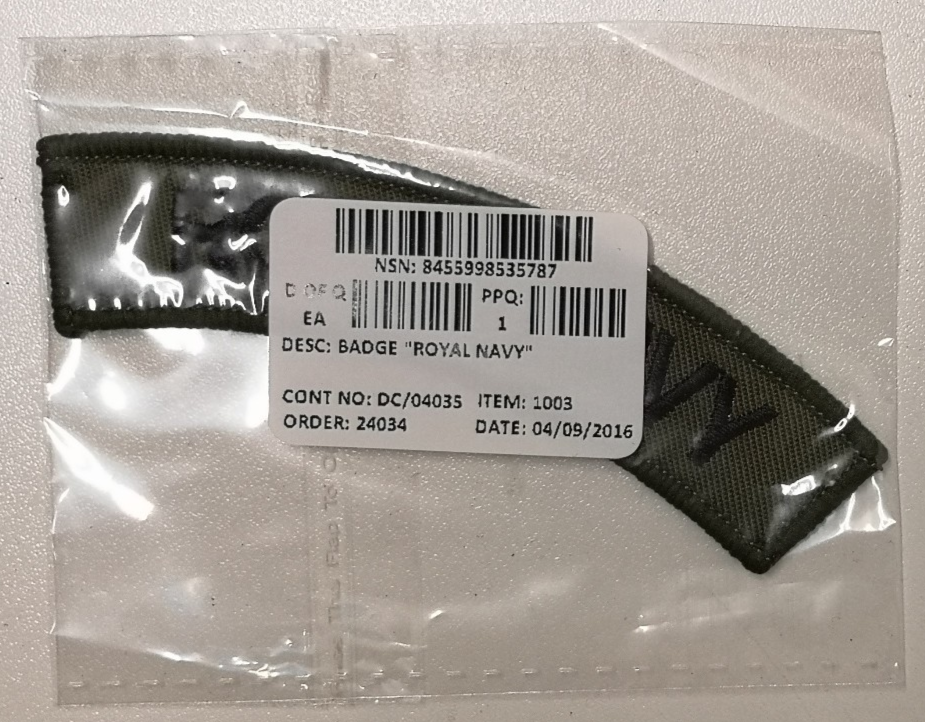 NSN: 8455998535787
D OF Q PPQ:
EA 1
DESC: BADGE "ROYAL NAVY"
CONT NO: DC/04035 ITEM: 1003
ORDER: 24034 DATE: 04/09/2016